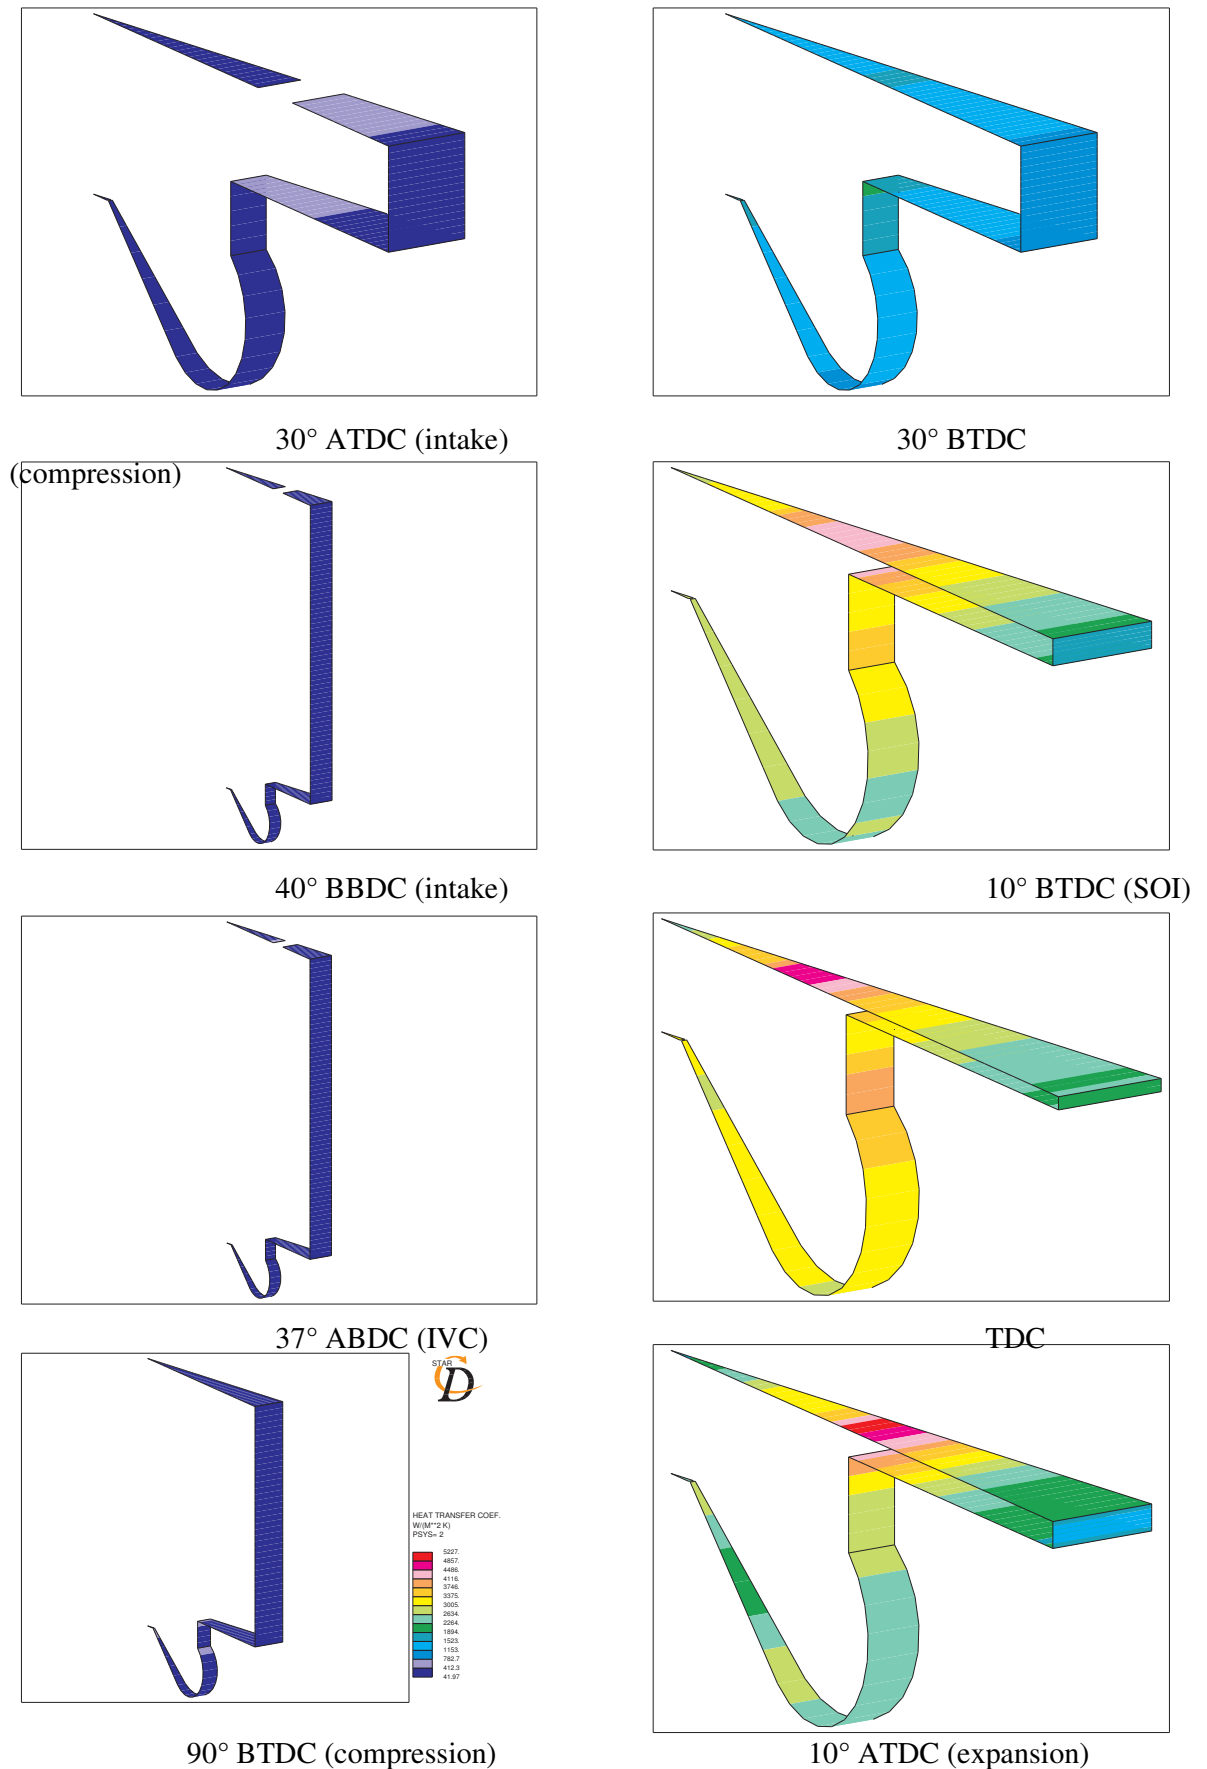 30° ATDC (intake)
30° BTDC
(compression)
40° BBDC (intake)
10° BTDC (SOI)
37° ABDC (IVC)
TDC
STAR
D
HEAT TRANSFER COEF.
W/(M**2 K)
PSYS= 2
5227.
4857.
4486.
4116.
3746.
3375.
3005.
2634.
2264.
1894.
1523.
1153.
782.7
412.3
41.97
90° BTDC (compression)
10° ATDC (expansion)